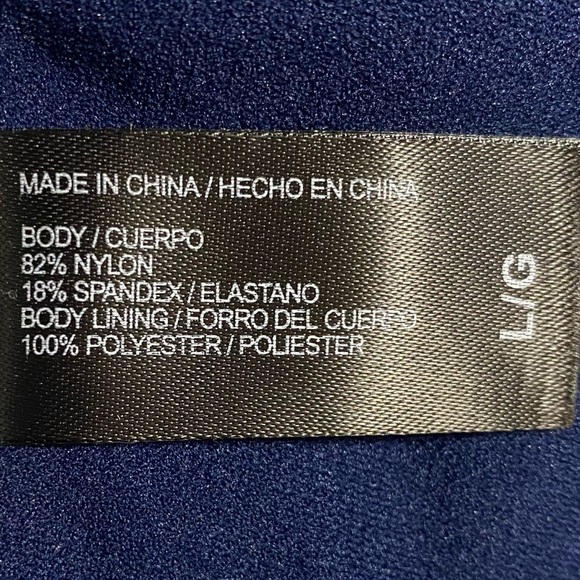 MADE IN CHINA / HECHO EN CHINA
BODY / CUERPO
82% NYLON
18% SPANDEX / ELASTANO
BODY LINING / FORRO DEL CUERPO
100% POLYESTER / POLIESTER
L/G